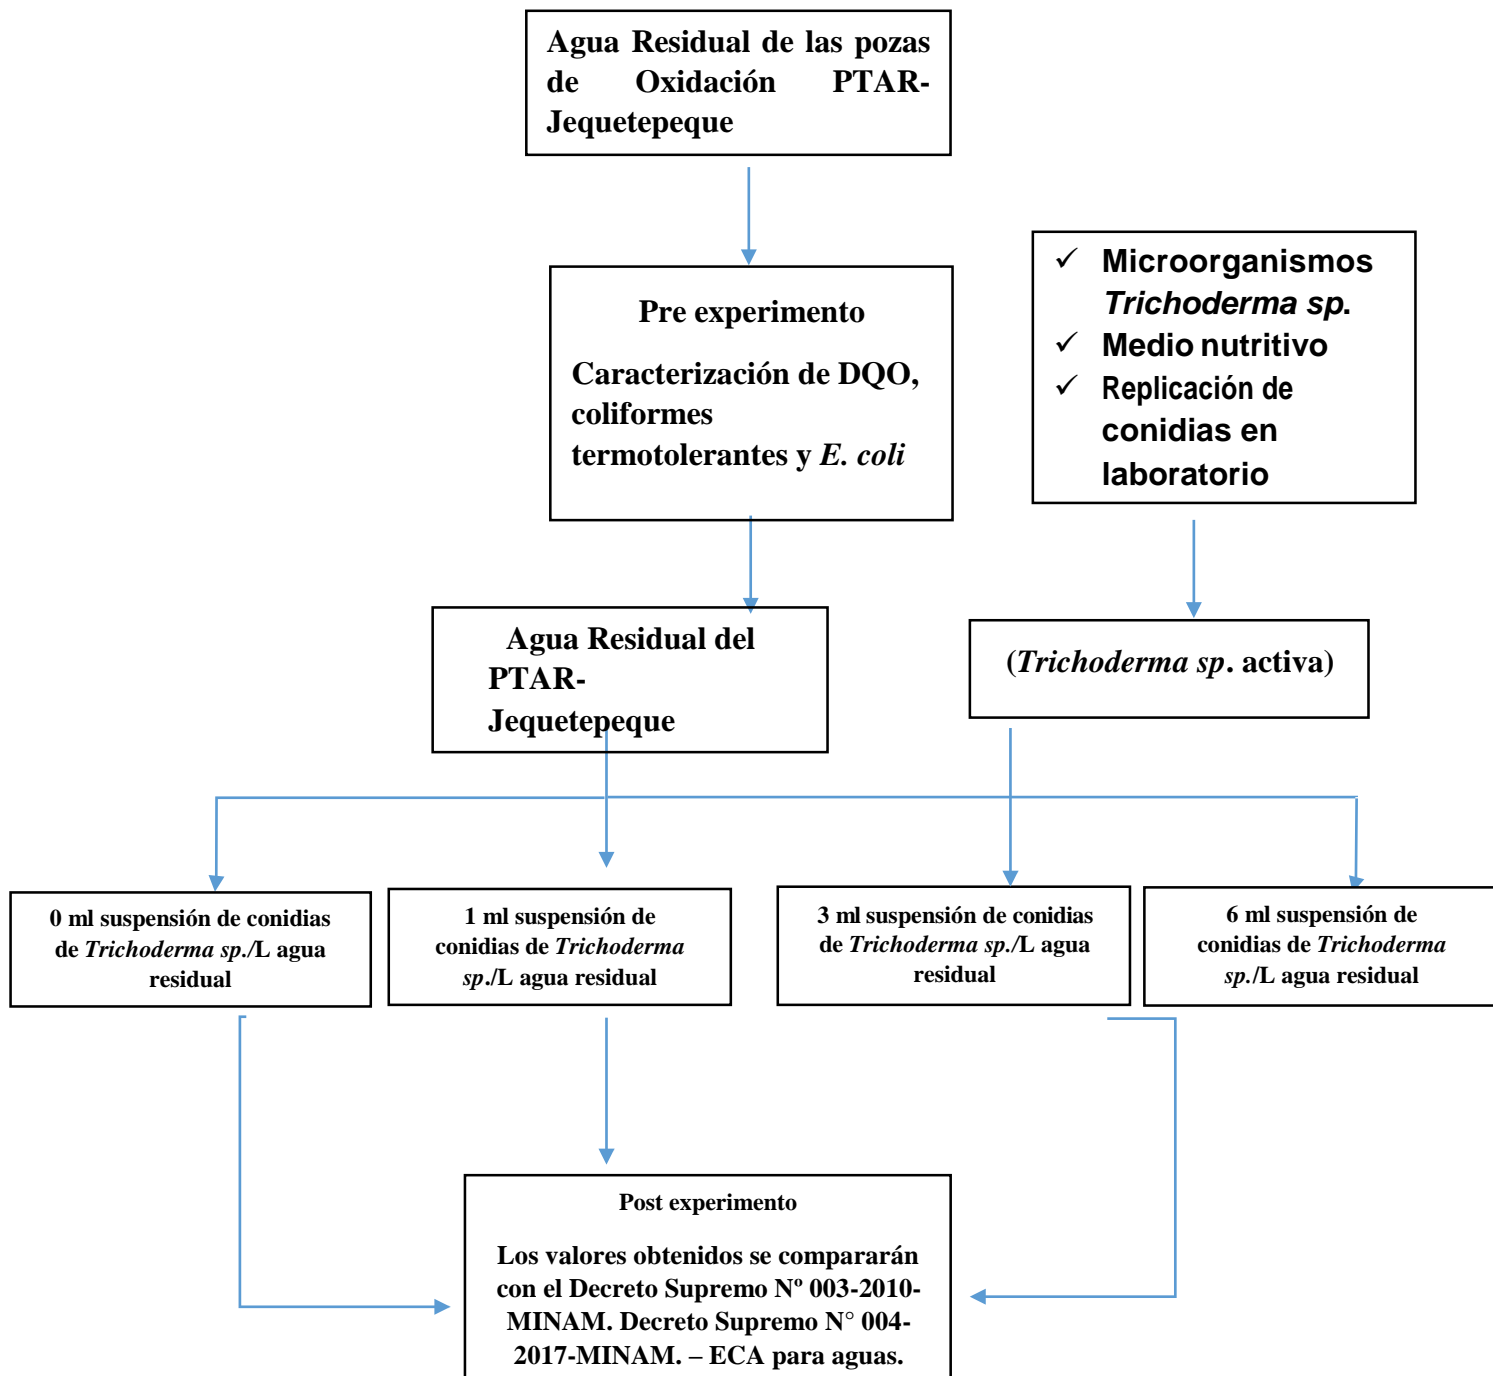 Agua Residual de las pozas
de Oxidación PTAR-
Jequetepeque
Pre experimento
Caracterización de DQO,
coliformes
termotolerantes y E. coli
✓ Microorganismos
Trichoderma sp.
✓ Medio nutritivo
✓ Replicación de
conidias en
laboratorio
Agua Residual del
PTAR-
Jequetepeque
(Trichoderma sp. activa)
0 ml suspensión de conidias
de Trichoderma sp./L agua
residual
1 ml suspensión de
conidias de Trichoderma
sp./L agua residual
3 ml suspensión de conidias
de Trichoderma sp./L agua
residual
6 ml suspensión de
conidias de Trichoderma
sp./L agua residual
Post experimento
Los valores obtenidos se compararán
con el Decreto Supremo Nº 003-2010-
MINAM. Decreto Supremo N° 004-
2017-MINAM. – ECA para aguas.